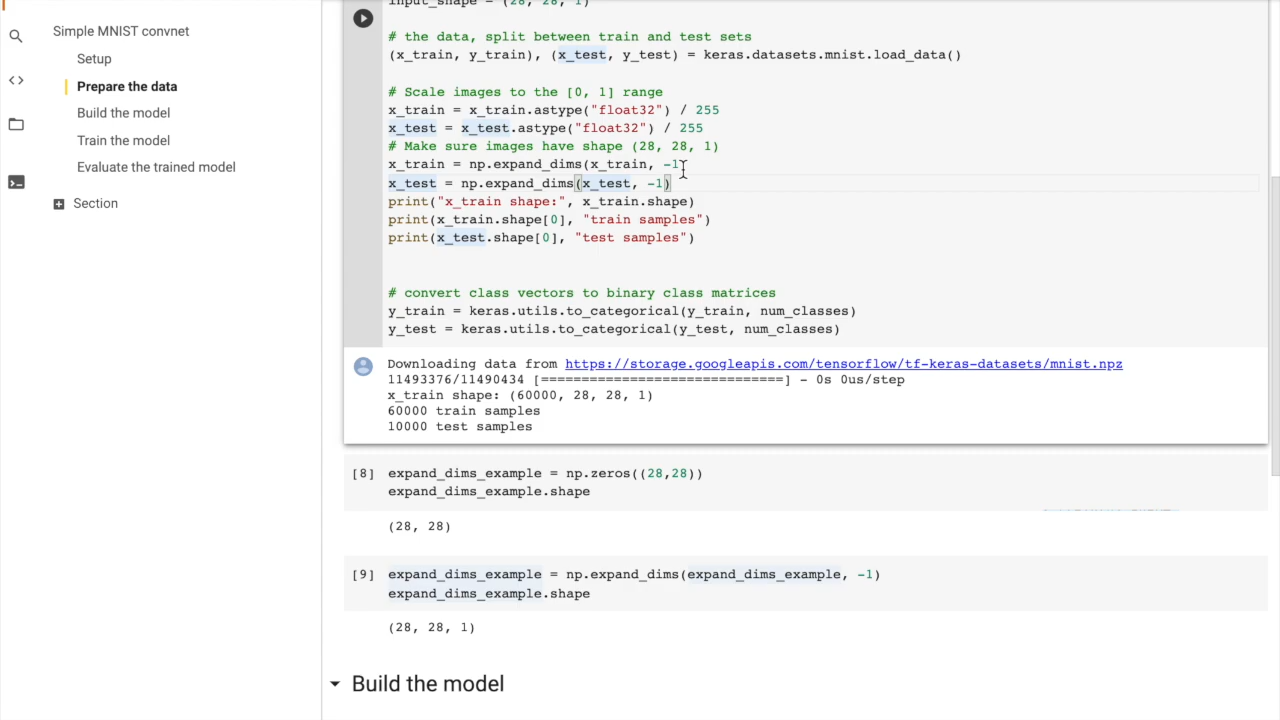 Simple MNIST convnet
Setup
Prepare the data
Build the model
Train the model
Evaluate the trained model
Section
input_shape = (28, 28, 1)
# the data, split between train and test sets
(x_train, y_train), (x_test, y_test) = keras.datasets.mnist.load_data()
# Scale images to the [0, 1] range
x_train = x_train.astype("float32") / 255
x_test = x_test.astype("float32") / 255
# Make sure images have shape (28, 28, 1)
x_train = np.expand_dims(x_train, -1)
x_test = np.expand_dims(x_test, -1)
print("x_train shape:", x_train.shape)
print(x_train.shape[0], "train samples")
print(x_test.shape[0], "test samples")
# convert class vectors to binary class matrices
y_train = keras.utils.to_categorical(y_train, num_classes)
y_test = keras.utils.to_categorical(y_test, num_classes)
Downloading data from https://storage.googleapis.com/tensorflow/tf-keras-datasets/mnist.npz
11493376/11490434 [==============================] - 0s 0us/step
x_train shape: (60000, 28, 28, 1)
60000 train samples
10000 test samples
[8] expand_dims_example = np.zeros((28,28))
expand_dims_example.shape
(28, 28)
[9] expand_dims_example = np.expand_dims(expand_dims_example, -1)
expand_dims_example.shape
(28, 28, 1)
Build the model